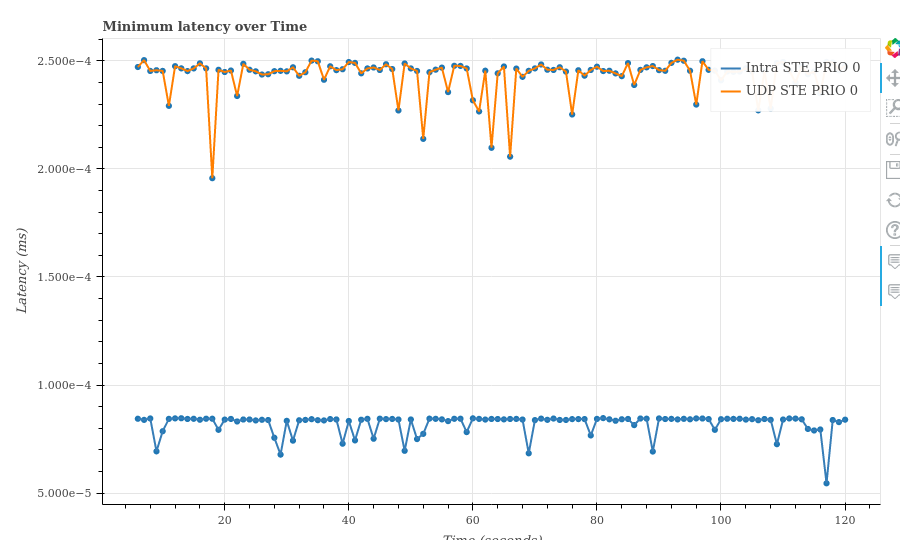 Minimum latency over Time
2.500e−4
2.000e−4
1.500e−4
1.000e−4
5.000e−5
Latency (ms)
Intra STE PRIO 0
UDP STE PRIO 0
20
40
60
80
100
120
Time (seconds)